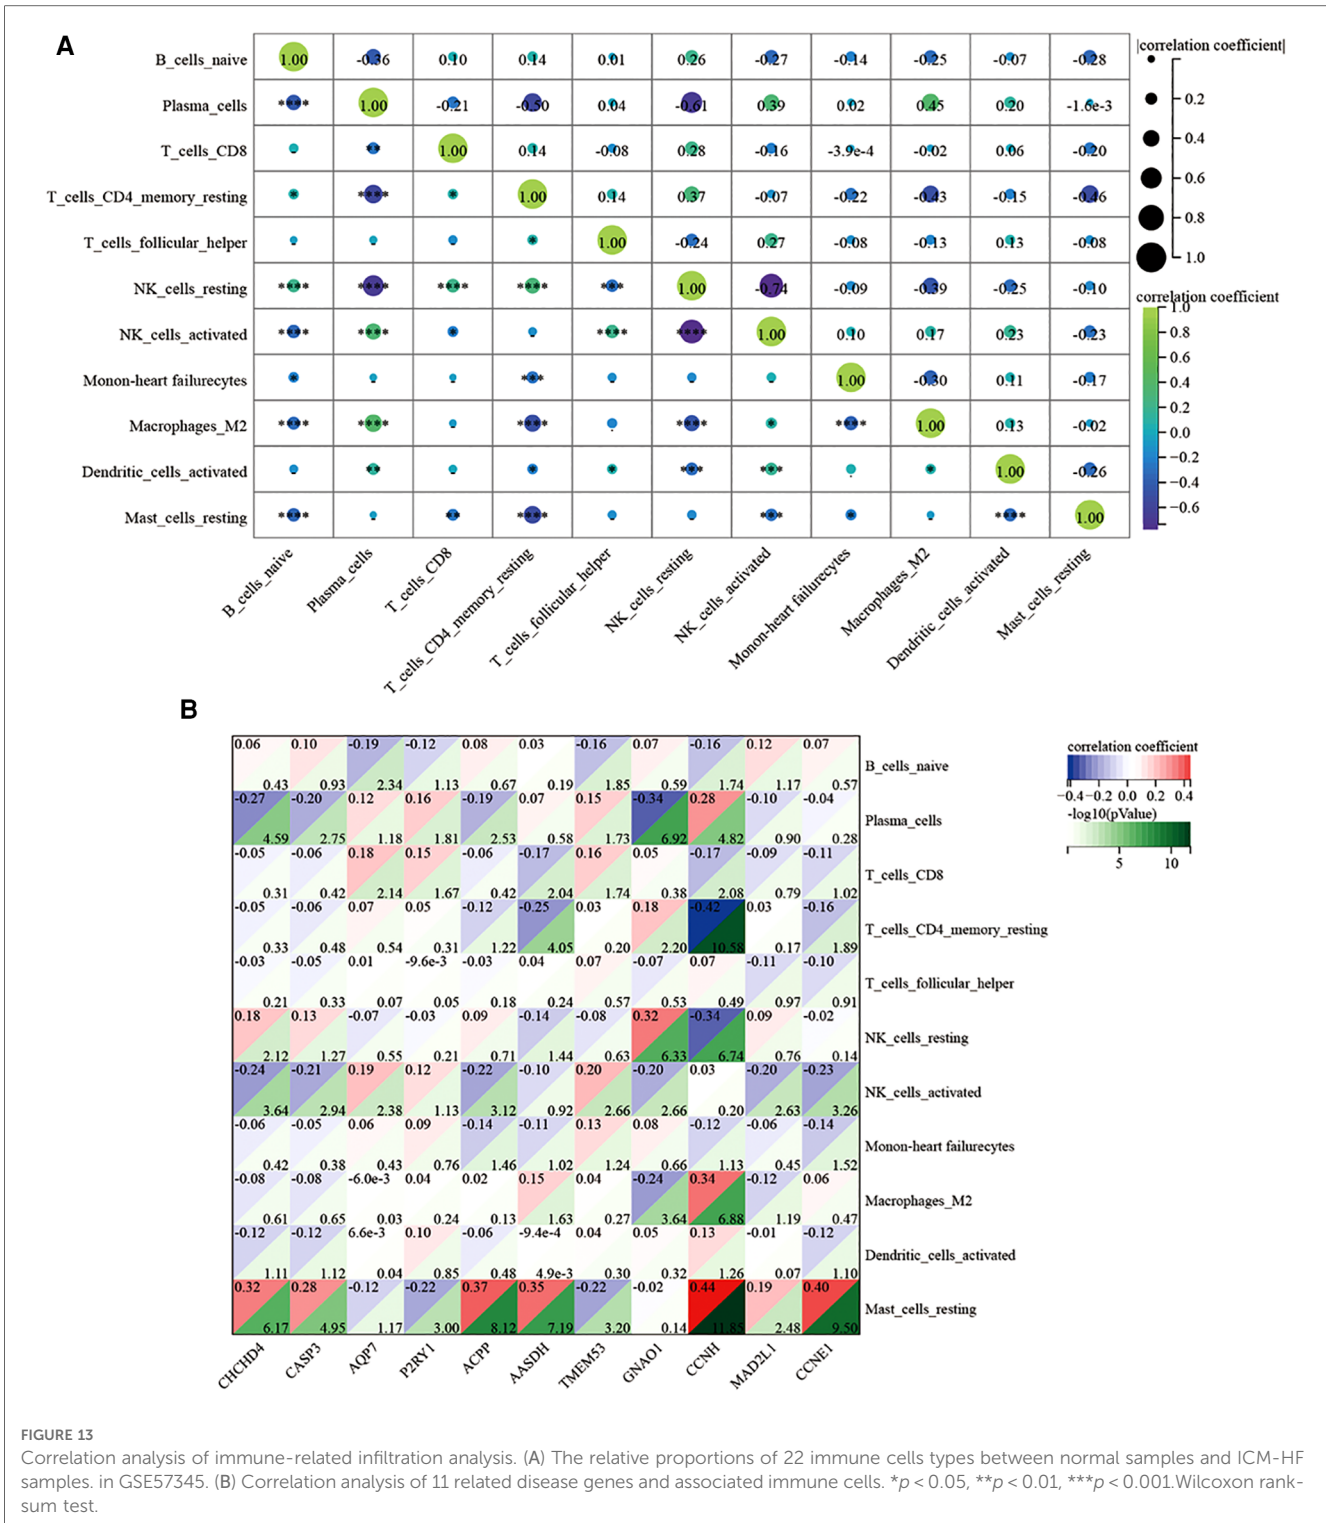 A
B_cells_naive 1.00 -0.36 0.10 0.14 0.01 0.26 -0.27 -0.14 -0.25 -0.07 -0.28
Plasma_cells **** 1.00 -0.21 -0.50 0.04 -0.61 0.39 0.02 0.45 0.20 -1.6e-3
T_cells_CD8 - ** 1.00 0.14 -0.08 0.28 -0.16 -3.9e-4 -0.02 0.06 -0.20
T_cells_CD4_memory_resting * **** * 1.00 0.14 0.37 -0.07 -0.22 -0.43 -0.15 -0.46
T_cells_follicular_helper - - - * 1.00 -0.24 0.27 -0.08 -0.13 0.13 -0.08
NK_cells_resting **** **** **** **** *** 1.00 -0.74 -0.09 -0.39 -0.25 -0.10
NK_cells_activated **** **** * - **** **** 1.00 0.10 0.17 0.23 -0.23
Monon-heart failurecytes * - - *** - - - 1.00 -0.30 0.11 -0.17
Macrophages_M2 **** **** - **** - **** * **** 1.00 0.13 -0.02
Dendritic_cells_activated - ** - * * *** *** - * 1.00 -0.26
Mast_cells_resting **** - ** **** - - *** * - **** 1.00
B_cells_naive Plasma_cells T_cells_CD8 T_cells_CD4_memory_resting T_cells_follicular_helper NK_cells_resting NK_cells_activated Monon-heart failurecytes Macrophages_M2 Dendritic_cells_activated Mast_cells_resting
|correlation coefficient|
0.2
0.4
0.6
0.8
1.0
correlation coefficient
1.0
0.8
0.6
0.4
0.2
0.0
−0.2
−0.4
−0.6
B
0.06 0.10 -0.19 -0.12 0.08 0.03 -0.16 0.07 -0.16 0.12 0.07
B_cells_naive
0.43 0.93 2.34 1.13 0.67 0.19 1.85 0.59 1.74 1.17 0.57
-0.27 -0.20 0.12 0.16 -0.19 0.07 0.15 -0.34 0.28 -0.10 -0.04
Plasma_cells
4.59 2.75 1.18 1.81 2.53 0.58 1.73 6.92 4.82 0.90 0.28
-0.05 -0.06 0.18 0.15 -0.06 -0.17 0.16 0.05 -0.17 -0.09 -0.11
T_cells_CD8
0.31 0.42 2.14 1.67 0.42 2.04 1.74 0.38 2.08 0.79 1.02
-0.05 -0.06 0.07 0.05 -0.12 -0.25 0.03 0.18 -0.42 0.03 -0.16
T_cells_CD4_memory_resting
0.33 0.48 0.54 0.31 1.22 4.05 0.20 2.20 10.58 0.17 1.89
-0.03 -0.05 0.01 -9.6e-3 -0.03 0.04 0.07 -0.07 0.07 -0.11 -0.10
T_cells_follicular_helper
0.21 0.33 0.07 0.05 0.18 0.24 0.57 0.53 0.49 0.97 0.91
0.18 0.13 -0.07 -0.03 0.09 -0.14 -0.08 0.32 -0.34 0.09 -0.02
NK_cells_resting
2.12 1.27 0.55 0.21 0.71 1.44 0.63 6.33 6.74 0.76 0.14
-0.24 -0.21 0.19 0.12 -0.22 -0.10 0.20 -0.20 0.03 -0.20 -0.23
NK_cells_activated
3.64 2.94 2.38 1.13 3.12 0.92 2.66 2.66 0.20 2.63 3.26
-0.06 -0.05 0.06 0.09 -0.14 -0.11 0.13 0.08 -0.12 -0.06 -0.14
Monon-heart failurecytes
0.42 0.38 0.43 0.76 1.46 1.02 1.24 0.66 1.13 0.45 1.52
-0.08 -0.08 -6.0e-3 0.04 0.02 0.15 0.04 -0.24 0.34 -0.12 0.06
Macrophages_M2
0.61 0.65 0.03 0.24 0.13 1.63 0.27 3.64 6.88 1.19 0.47
-0.12 -0.12 6.6e-3 0.10 -0.06 -9.4e-4 0.04 0.05 0.13 -0.01 -0.12
Dendritic_cells_activated
1.11 1.12 0.04 0.85 0.48 4.9e-3 0.30 0.32 1.26 0.07 1.10
0.32 0.28 -0.12 -0.22 0.37 0.35 -0.22 -0.02 0.44 0.19 0.40
Mast_cells_resting
6.17 4.95 1.17 3.00 8.12 7.19 3.20 0.14 11.85 2.48 9.50
CHCHD4 CASP3 AQP7 P2RY1 ACPP AASDH TMEM53 GNAO1 CCNH MAD2L1 CCNE1
correlation coefficient
−0.4 −0.2 0.0 0.2 0.4
-log10(pValue)
5 10
FIGURE 13
Correlation analysis of immune-related infiltration analysis. (A) The relative proportions of 22 immune cells types between normal samples and ICM-HF
samples. in GSE57345. (B) Correlation analysis of 11 related disease genes and associated immune cells. *p < 0.05, **p < 0.01, ***p < 0.001.Wilcoxon rank-
sum test.